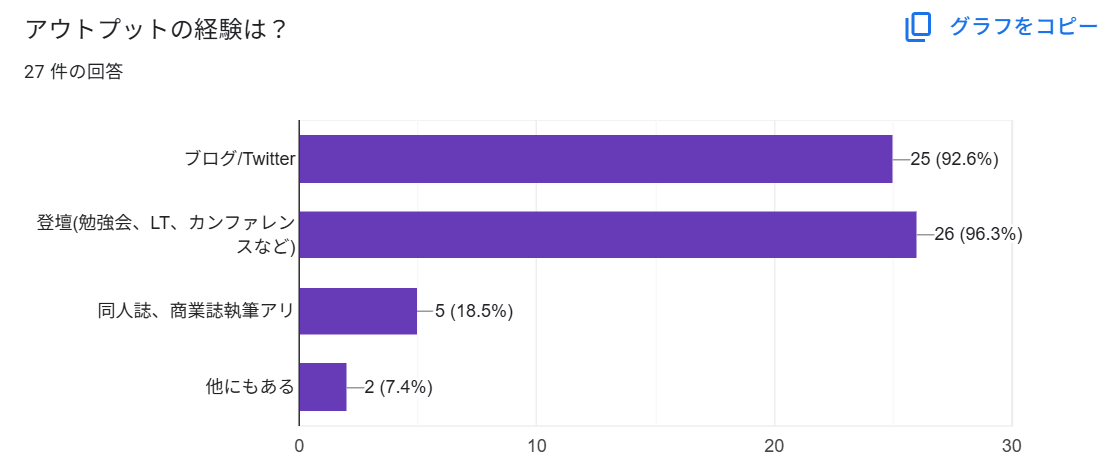 アウトプットの経験は？
グラフをコピー
27 件の回答
ブログ/Twitter
25 (92.6%)
登壇(勉強会、LT、カンファレン
スなど)
26 (96.3%)
同人誌、商業誌執筆アリ
5 (18.5%)
他にもある
2 (7.4%)
0 10 20 30